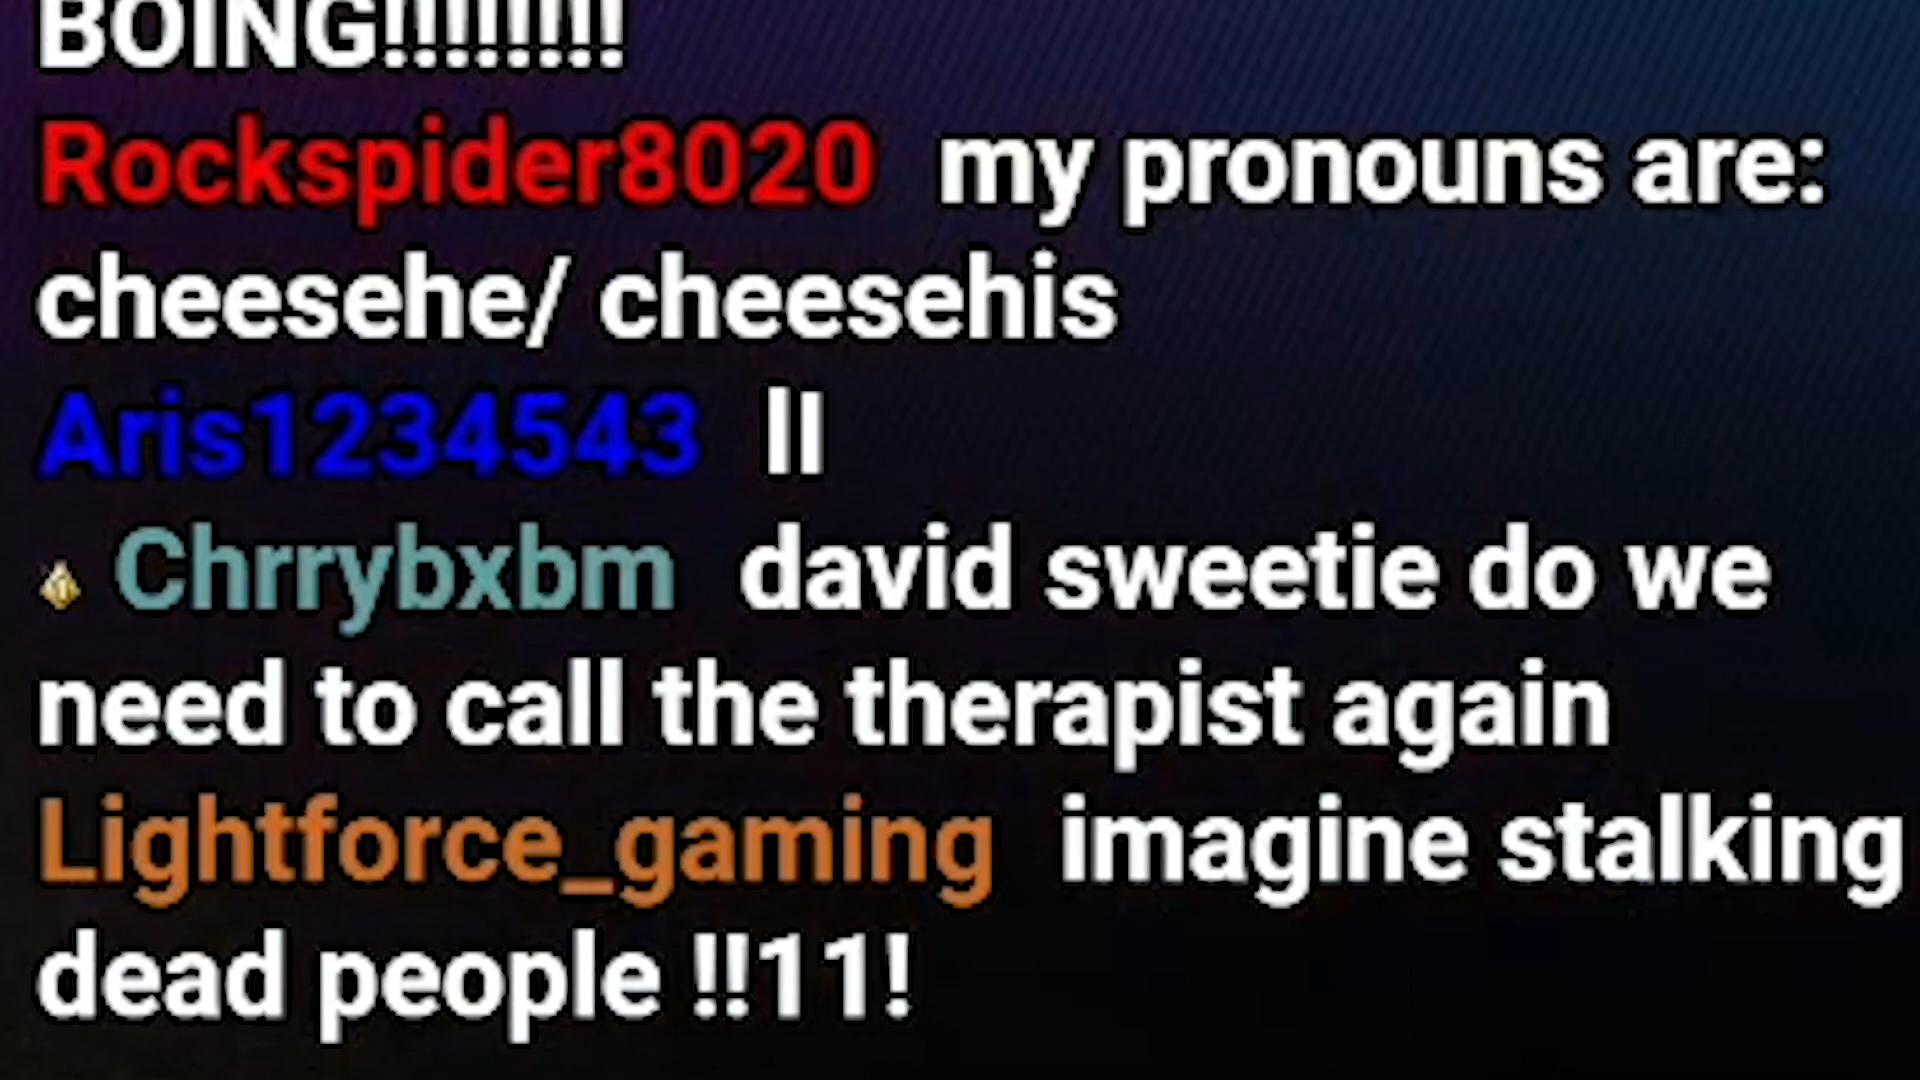 BOING!!!!!!!!
Rockspider8020 my pronouns are:
cheesehe/ cheesehis
Aris1234543 ll
Chrrybxbm david sweetie do we
need to call the therapist again
Lightforce_gaming imagine stalking
dead people !!11!